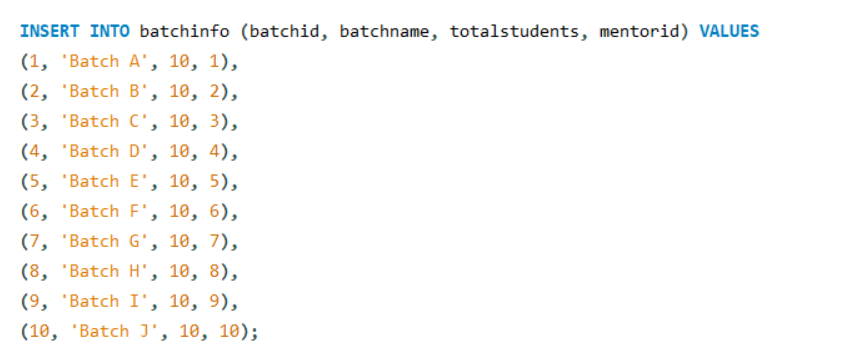 INSERT INTO batchinfo (batchid, batchname, totalstudents, mentorid) VALUES
(1, 'Batch A', 10, 1),
(2, 'Batch B', 10, 2),
(3, 'Batch C', 10, 3),
(4, 'Batch D', 10, 4),
(5, 'Batch E', 10, 5),
(6, 'Batch F', 10, 6),
(7, 'Batch G', 10, 7),
(8, 'Batch H', 10, 8),
(9, 'Batch I', 10, 9),
(10, 'Batch J', 10, 10);